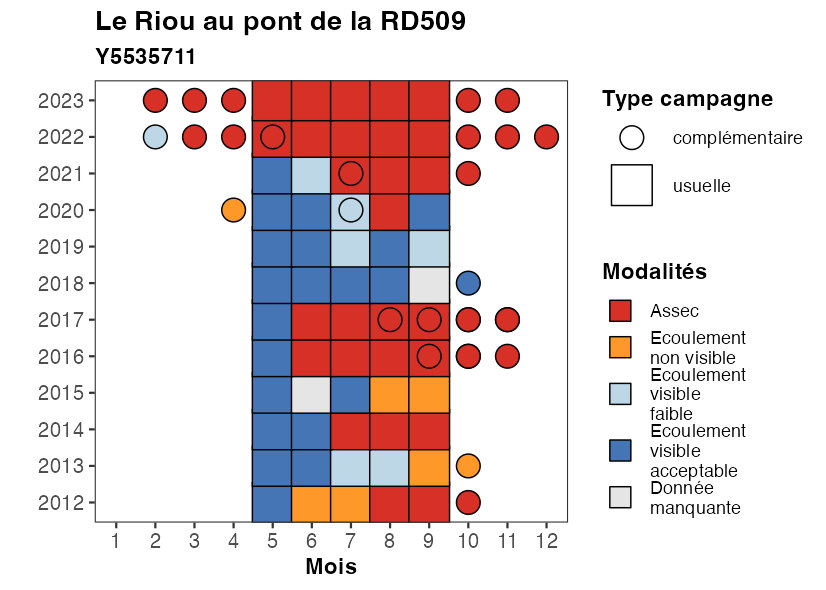 Le Riou au pont de la RD509
Y5535711
2023
2022
2021
2020
2019
2018
2017
2016
2015
2014
2013
2012
1 2 3 4 5 6 7 8 9 10 11 12
Mois
Type campagne
complémentaire
usuelle
Modalités
Assec
Ecoulement
non visible
Ecoulement
visible
faible
Ecoulement
visible
acceptable
Donnée
manquante